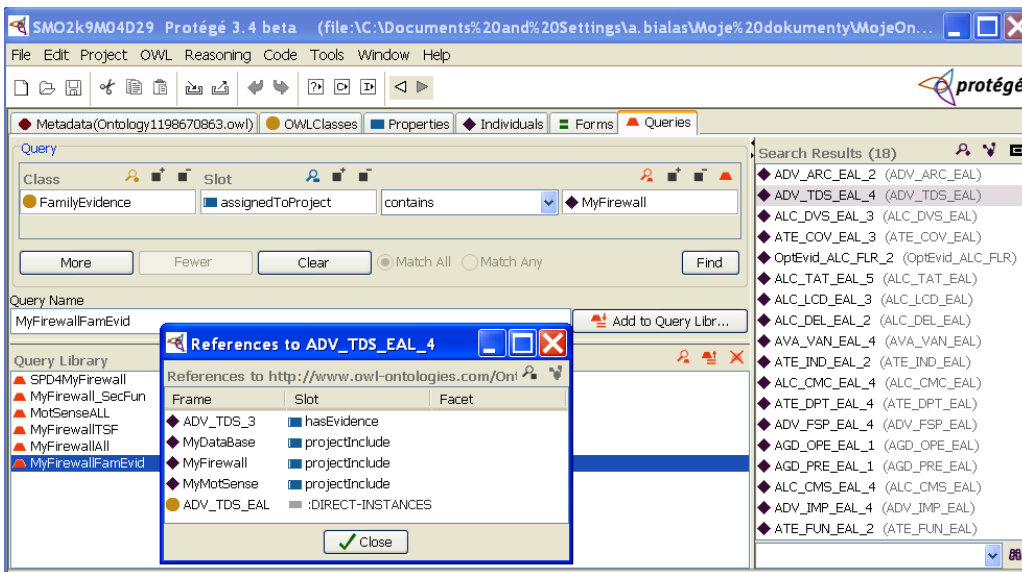 SMO2k9M04D29 Protégé 3.4 beta (file:\C:\Documents%20and%20Settings\a.bialas\Moje%20dokumenty\MojeOn...
File Edit Project OWL Reasoning Code Tools Window Help
protégé
Metadata(Ontology1198670863.owl) OWLClasses Properties Individuals Forms Queries
Query
Class Slot
FamilyEvidence assignedToProject contains MyFirewall
More Fewer Clear Match All Match Any Find
Query Name
MyFirewallFamEvid Add to Query Libr...
Query Library
SPD4MyFirewall
MyFirewall_SecFun
MotSenseALL
MyFirewallTSF
MyFirewallAll
MyFirewallFamEvid
References to ADV_TDS_EAL_4
References to http://www.owl-ontologies.com/Ont
Frame Slot Facet
ADV_TDS_3 hasEvidence
MyDataBase projectInclude
MyFirewall projectInclude
MyMotSense projectInclude
ADV_TDS_EAL :DIRECT-INSTANCES
Close
Search Results (18)
ADV_ARC_EAL_2 (ADV_ARC_EAL)
ADV_TDS_EAL_4 (ADV_TDS_EAL)
ALC_DVS_EAL_3 (ALC_DVS_EAL)
ATE_COV_EAL_3 (ATE_COV_EAL)
OptEvid_ALC_FLR_2 (OptEvid_ALC_FLR)
ALC_TAT_EAL_5 (ALC_TAT_EAL)
ALC_LCD_EAL_3 (ALC_LCD_EAL)
ALC_DEL_EAL_2 (ALC_DEL_EAL)
AVA_VAN_EAL_4 (AVA_VAN_EAL)
ATE_IND_EAL_2 (ATE_IND_EAL)
ALC_CMC_EAL_4 (ALC_CMC_EAL)
ATE_DPT_EAL_4 (ATE_DPT_EAL)
ADV_FSP_EAL_4 (ADV_FSP_EAL)
AGD_OPE_EAL_1 (AGD_OPE_EAL)
AGD_PRE_EAL_1 (AGD_PRE_EAL)
ALC_CMS_EAL_4 (ALC_CMS_EAL)
ADV_IMP_EAL_4 (ADV_IMP_EAL)
ATE_FUN_EAL_2 (ATE_FUN_EAL)